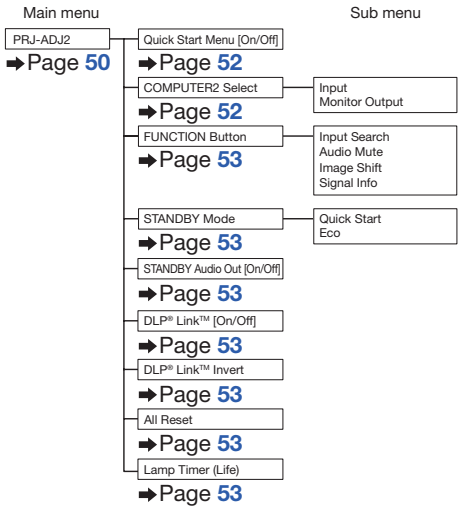 Main menu
Sub menu
PRJ-ADJ2
➡Page 50
Quick Start Menu [On/Off]
➡Page 52
COMPUTER2 Select
Input
Monitor Output
➡Page 52
FUNCTION Button
Input Search
Audio Mute
Image Shift
Signal Info
➡Page 53
STANDBY Mode
Quick Start
Eco
➡Page 53
STANDBY Audio Out [On/Off]
➡Page 53
DLP® Link™ [On/Off]
➡Page 53
DLP® Link™ Invert
➡Page 53
All Reset
➡Page 53
Lamp Timer (Life)
➡Page 53